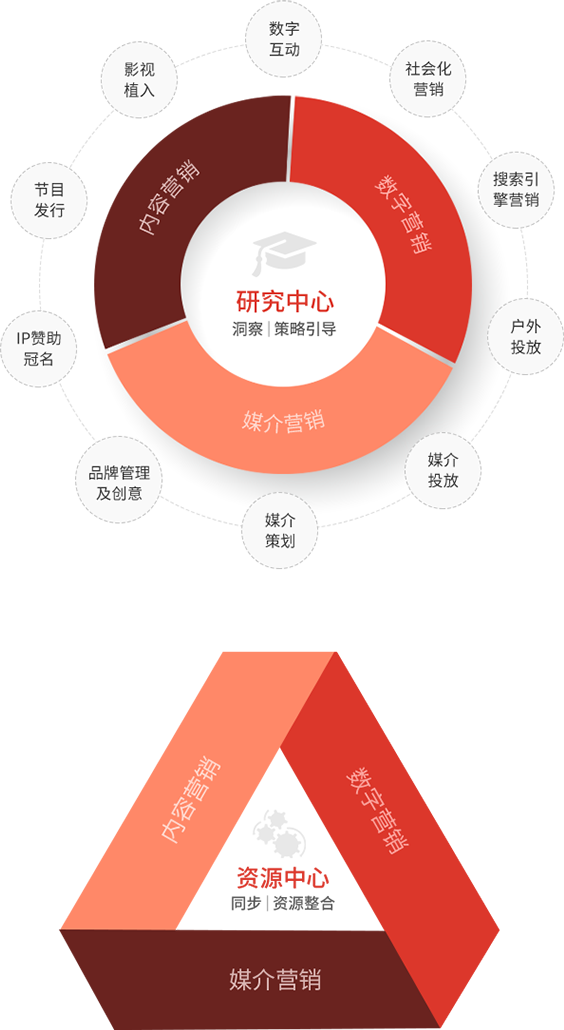 数字
互动
影视
植入
社会化
营销
节目
发行
搜索引
擎营销
内容营销
数字营销
研究中心
洞察|策略引导
IP赞助
冠名
户外
投放
媒介营销
品牌管理
及创意
媒介
投放
媒介
策划
内容营销
数字营销
资源中心
同步|资源整合
媒介营销